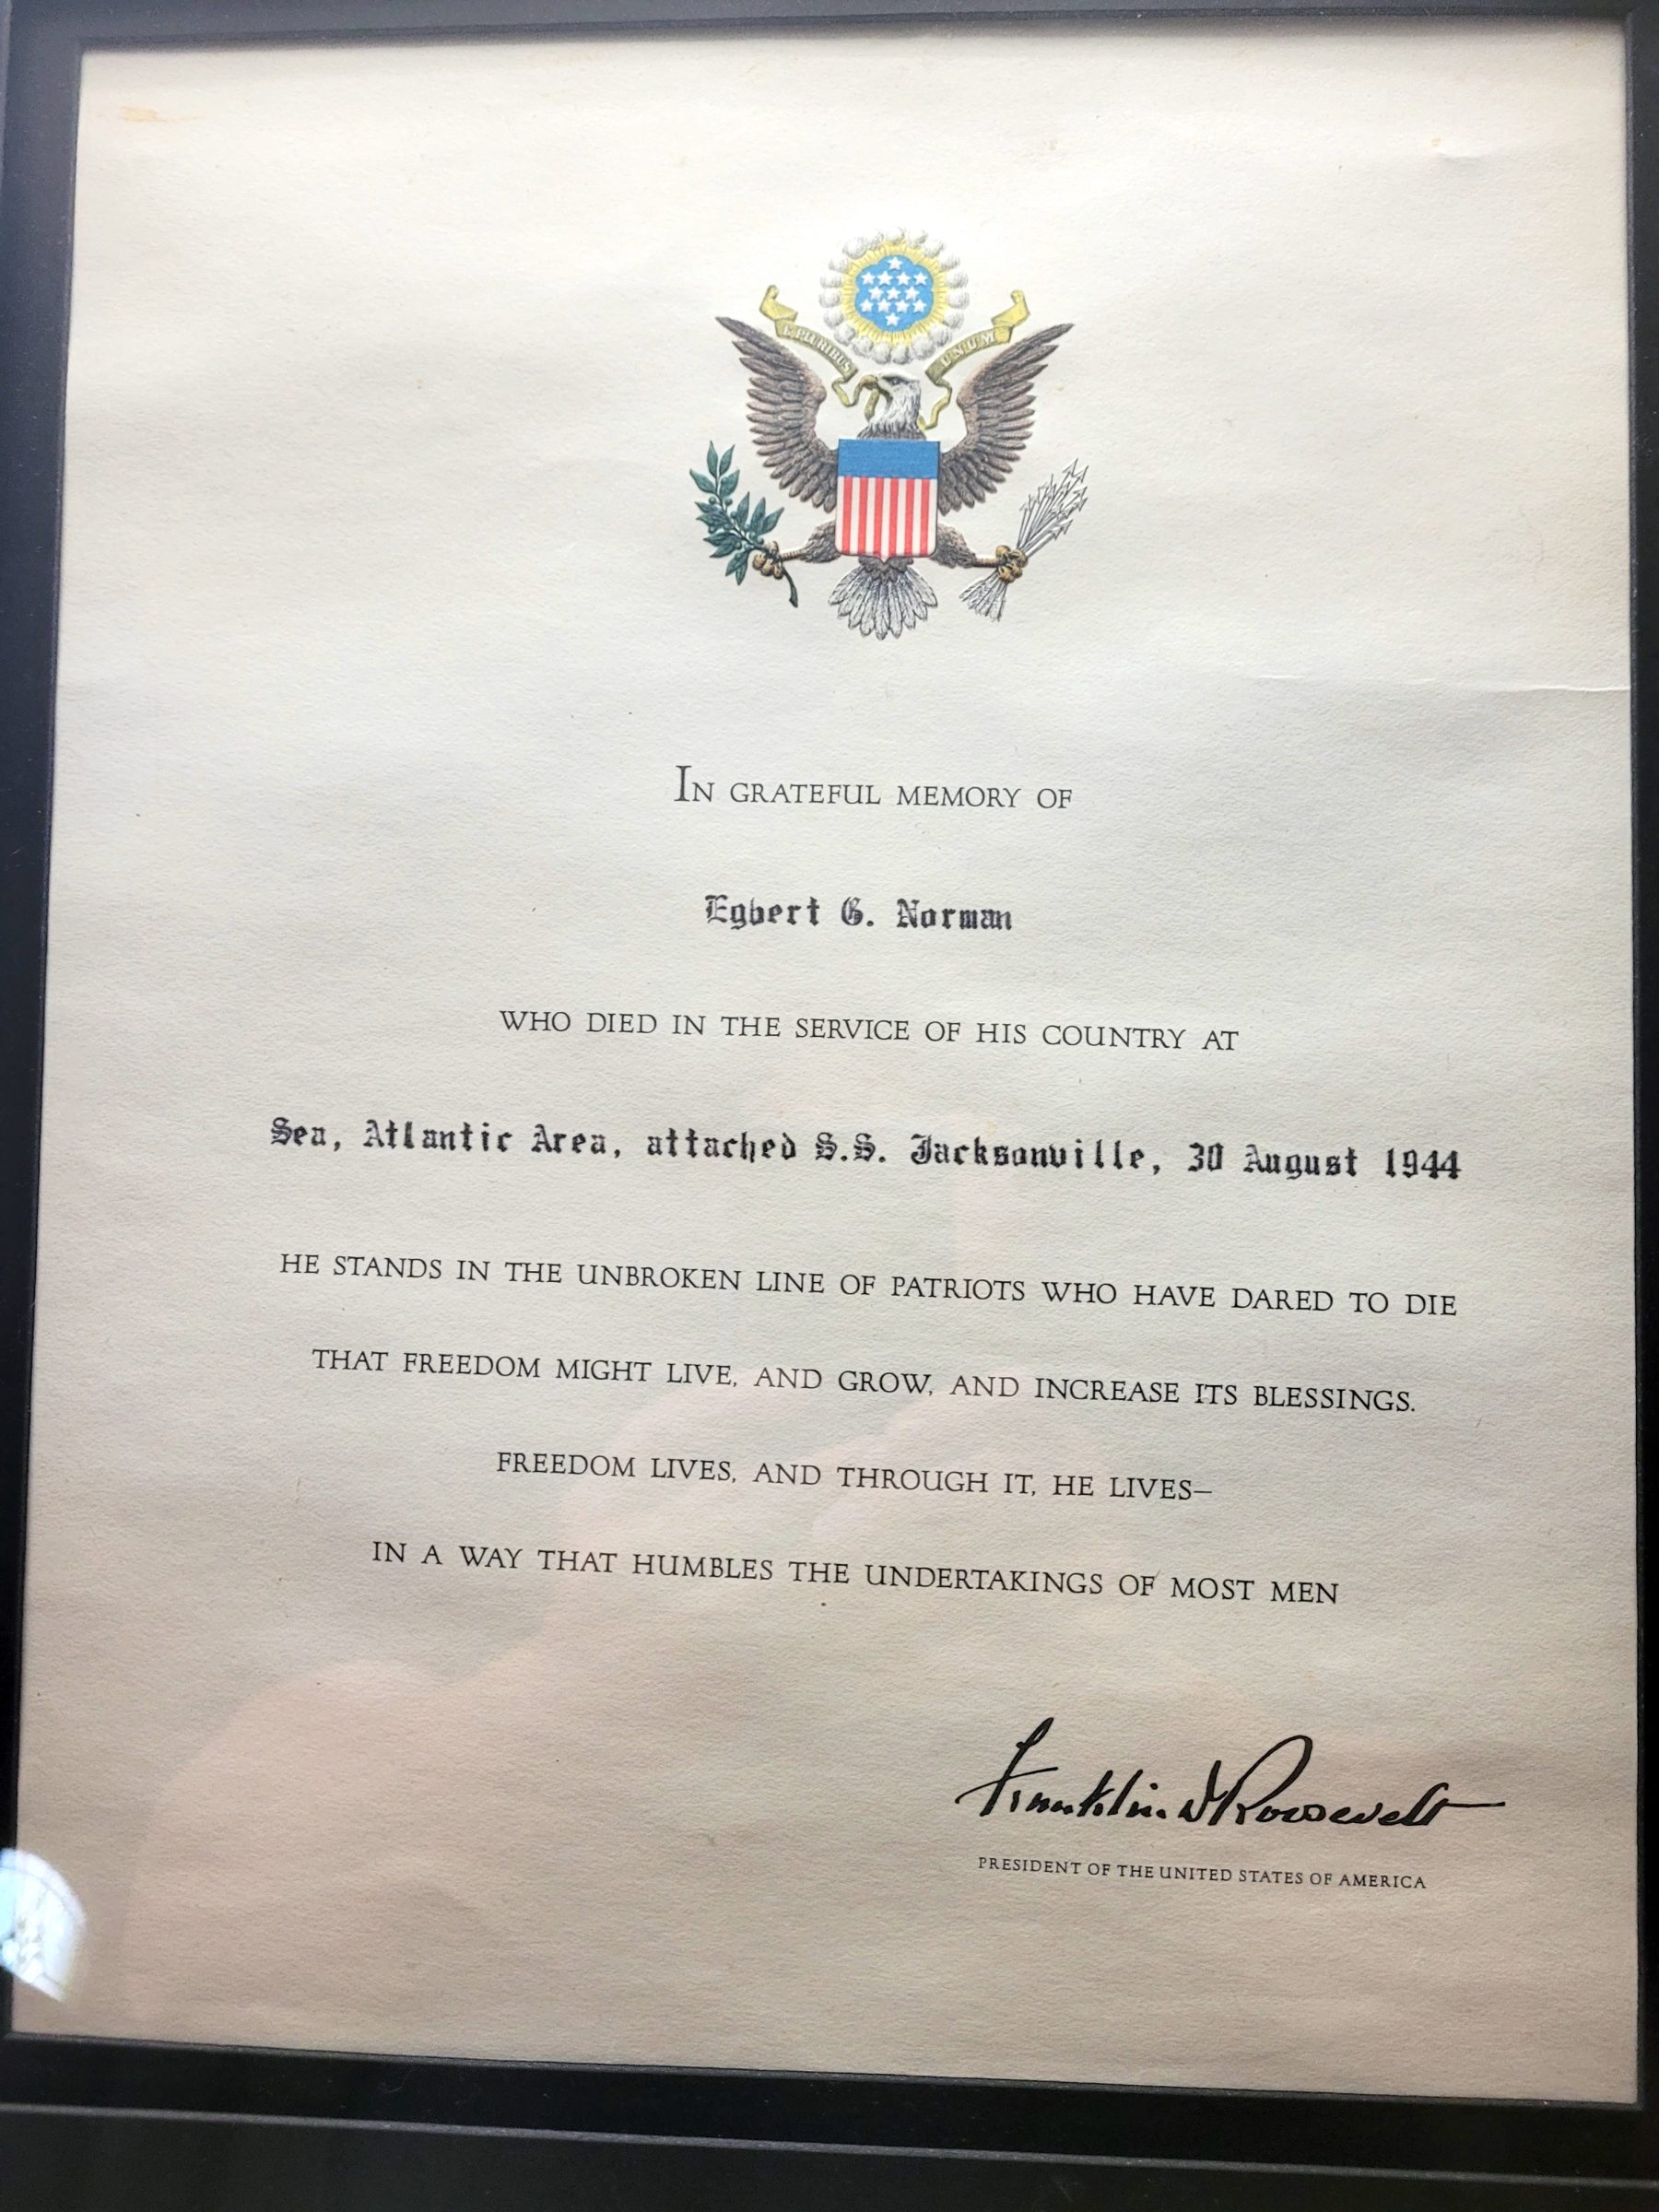 E PLURIBUS UNUM
IN GRATEFUL MEMORY OF
Egbert G. Norman
WHO DIED IN THE SERVICE OF HIS COUNTRY AT
Sea, Atlantic Area, attached S.S. Jacksonville, 30 August 1944
HE STANDS IN THE UNBROKEN LINE OF PATRIOTS WHO HAVE DARED TO DIE
THAT FREEDOM MIGHT LIVE, AND GROW, AND INCREASE ITS BLESSINGS.
FREEDOM LIVES, AND THROUGH IT, HE LIVES—
IN A WAY THAT HUMBLES THE UNDERTAKINGS OF MOST MEN
Franklin D Roosevelt
PRESIDENT OF THE UNITED STATES OF AMERICA